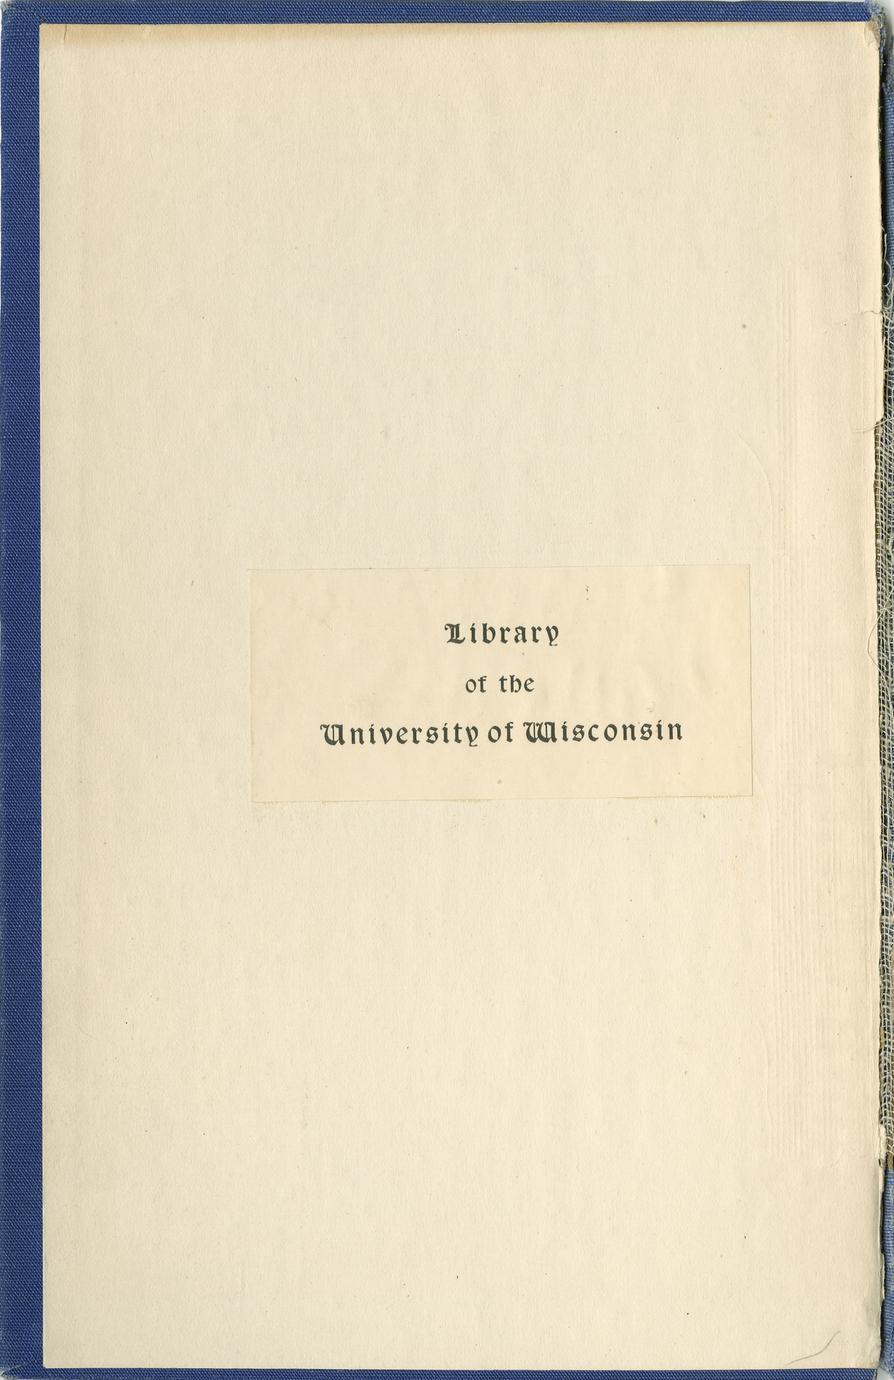 Library
of the
University of Wisconsin